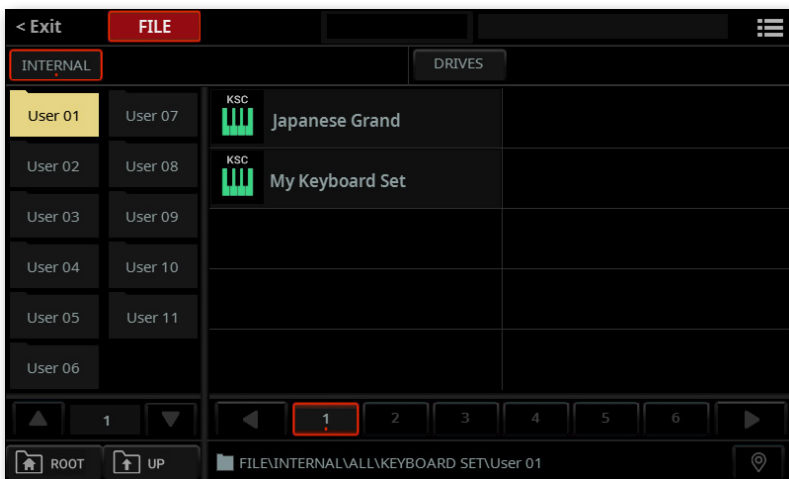 < Exit FILE
INTERNAL DRIVES
User 01 User 07 KSC Japanese Grand
User 02 User 08 KSC My Keyboard Set
User 03 User 09
User 04 User 10
User 05 User 11
User 06
1 1 2 3 4 5 6
ROOT UP FILE\INTERNAL\ALL\KEYBOARD SET\User 01